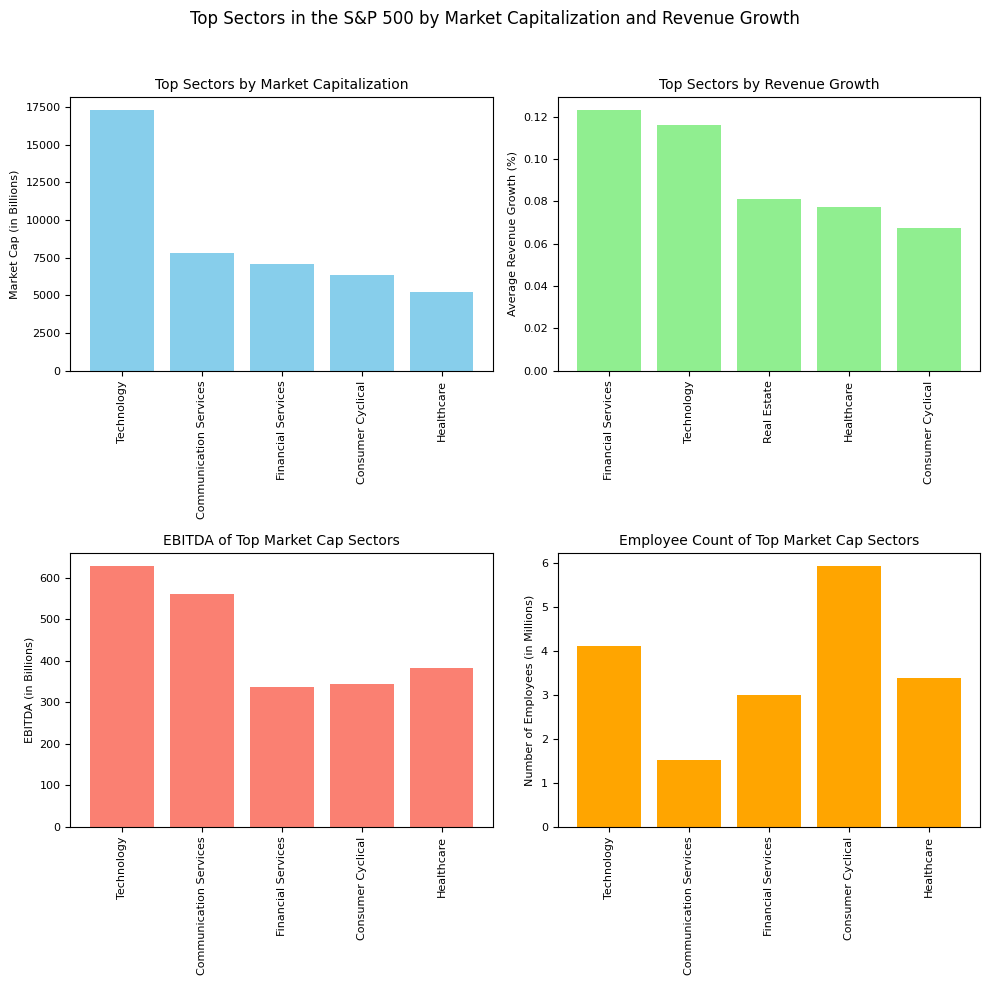 Top Sectors in the S&P 500 by Market Capitalization and Revenue Growth
Top Sectors by Market Capitalization
Market Cap (in Billions)
17500
15000
12500
10000
7500
5000
2500
0
Technology
Communication Services
Financial Services
Consumer Cyclical
Healthcare
Top Sectors by Revenue Growth
Average Revenue Growth (%)
0.12
0.10
0.08
0.06
0.04
0.02
0.00
Financial Services
Technology
Real Estate
Healthcare
Consumer Cyclical
EBITDA of Top Market Cap Sectors
EBITDA (in Billions)
600
500
400
300
200
100
0
Technology
Communication Services
Financial Services
Consumer Cyclical
Healthcare
Employee Count of Top Market Cap Sectors
Number of Employees (in Millions)
6
5
4
3
2
1
0
Technology
Communication Services
Financial Services
Consumer Cyclical
Healthcare